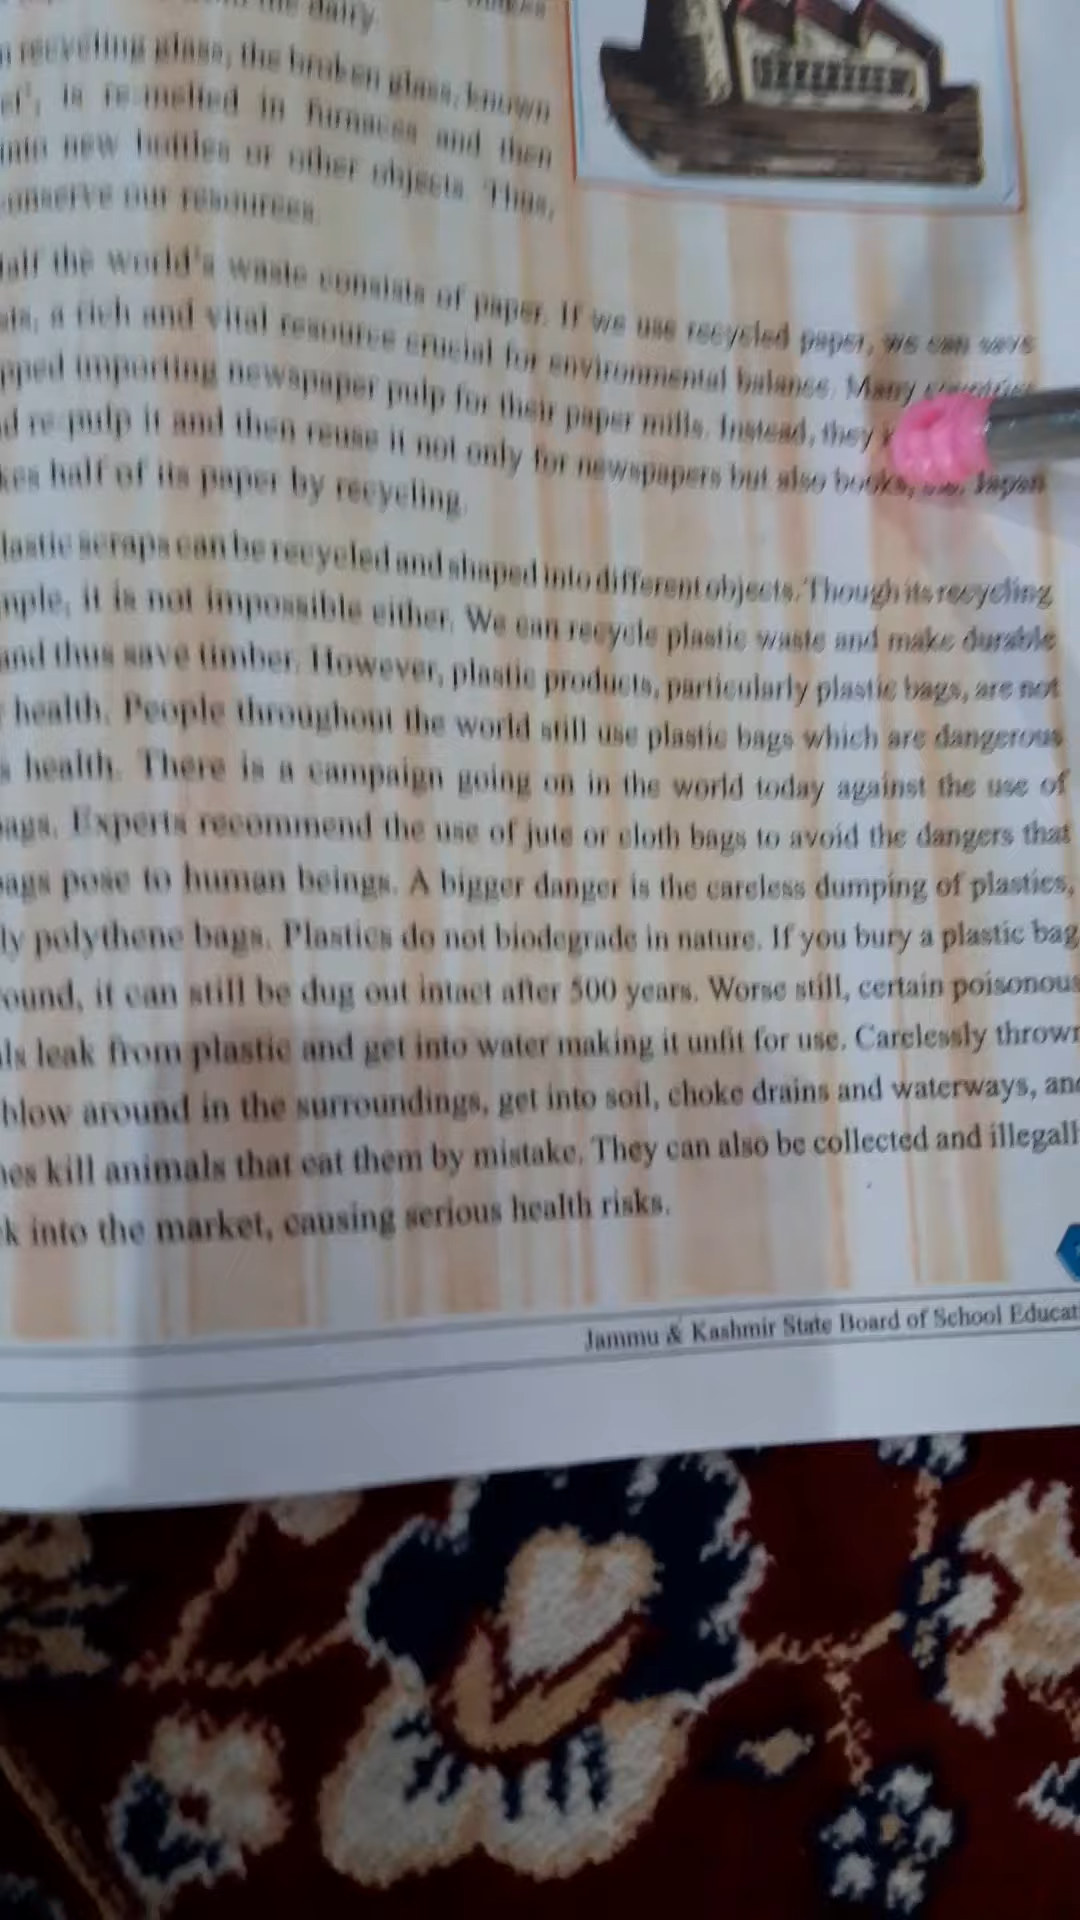 the dairy.
recycling glass, the broken glass, known
is re-melted in furnaces and then
into new bottles or other objects. Thus,
conserve our resources.
Half the world's waste consists of paper. If we use recycled paper, we can save
a rich and vital resource crucial for environmental balance. Many countries
importing newspaper pulp for their paper mills. Instead, they
re-pulp it and then reuse it not only for newspapers but also books, Japan
half of its paper by recycling.
lastic scraps can be recycled and shaped into different objects. Though its recycling
mple, it is not impossible either. We can recycle plastic waste and make durable
and thus save timber. However, plastic products, particularly plastic bags, are not
health. People throughout the world still use plastic bags which are dangerous
s health. There is a campaign going on in the world today against the use of
ags. Experts recommend the use of jute or cloth bags to avoid the dangers that
ags pose to human beings. A bigger danger is the careless dumping of plastics,
ly polythene bags. Plastics do not biodegrade in nature. If you bury a plastic bag
ound, it can still be dug out intact after 500 years. Worse still, certain poisonous
ls leak from plastic and get into water making it unfit for use. Carelessly thrown
blow around in the surroundings, get into soil, choke drains and waterways, and
es kill animals that eat them by mistake. They can also be collected and illegall
k into the market, causing serious health risks.
Jammu & Kashmir State Board of School Educat